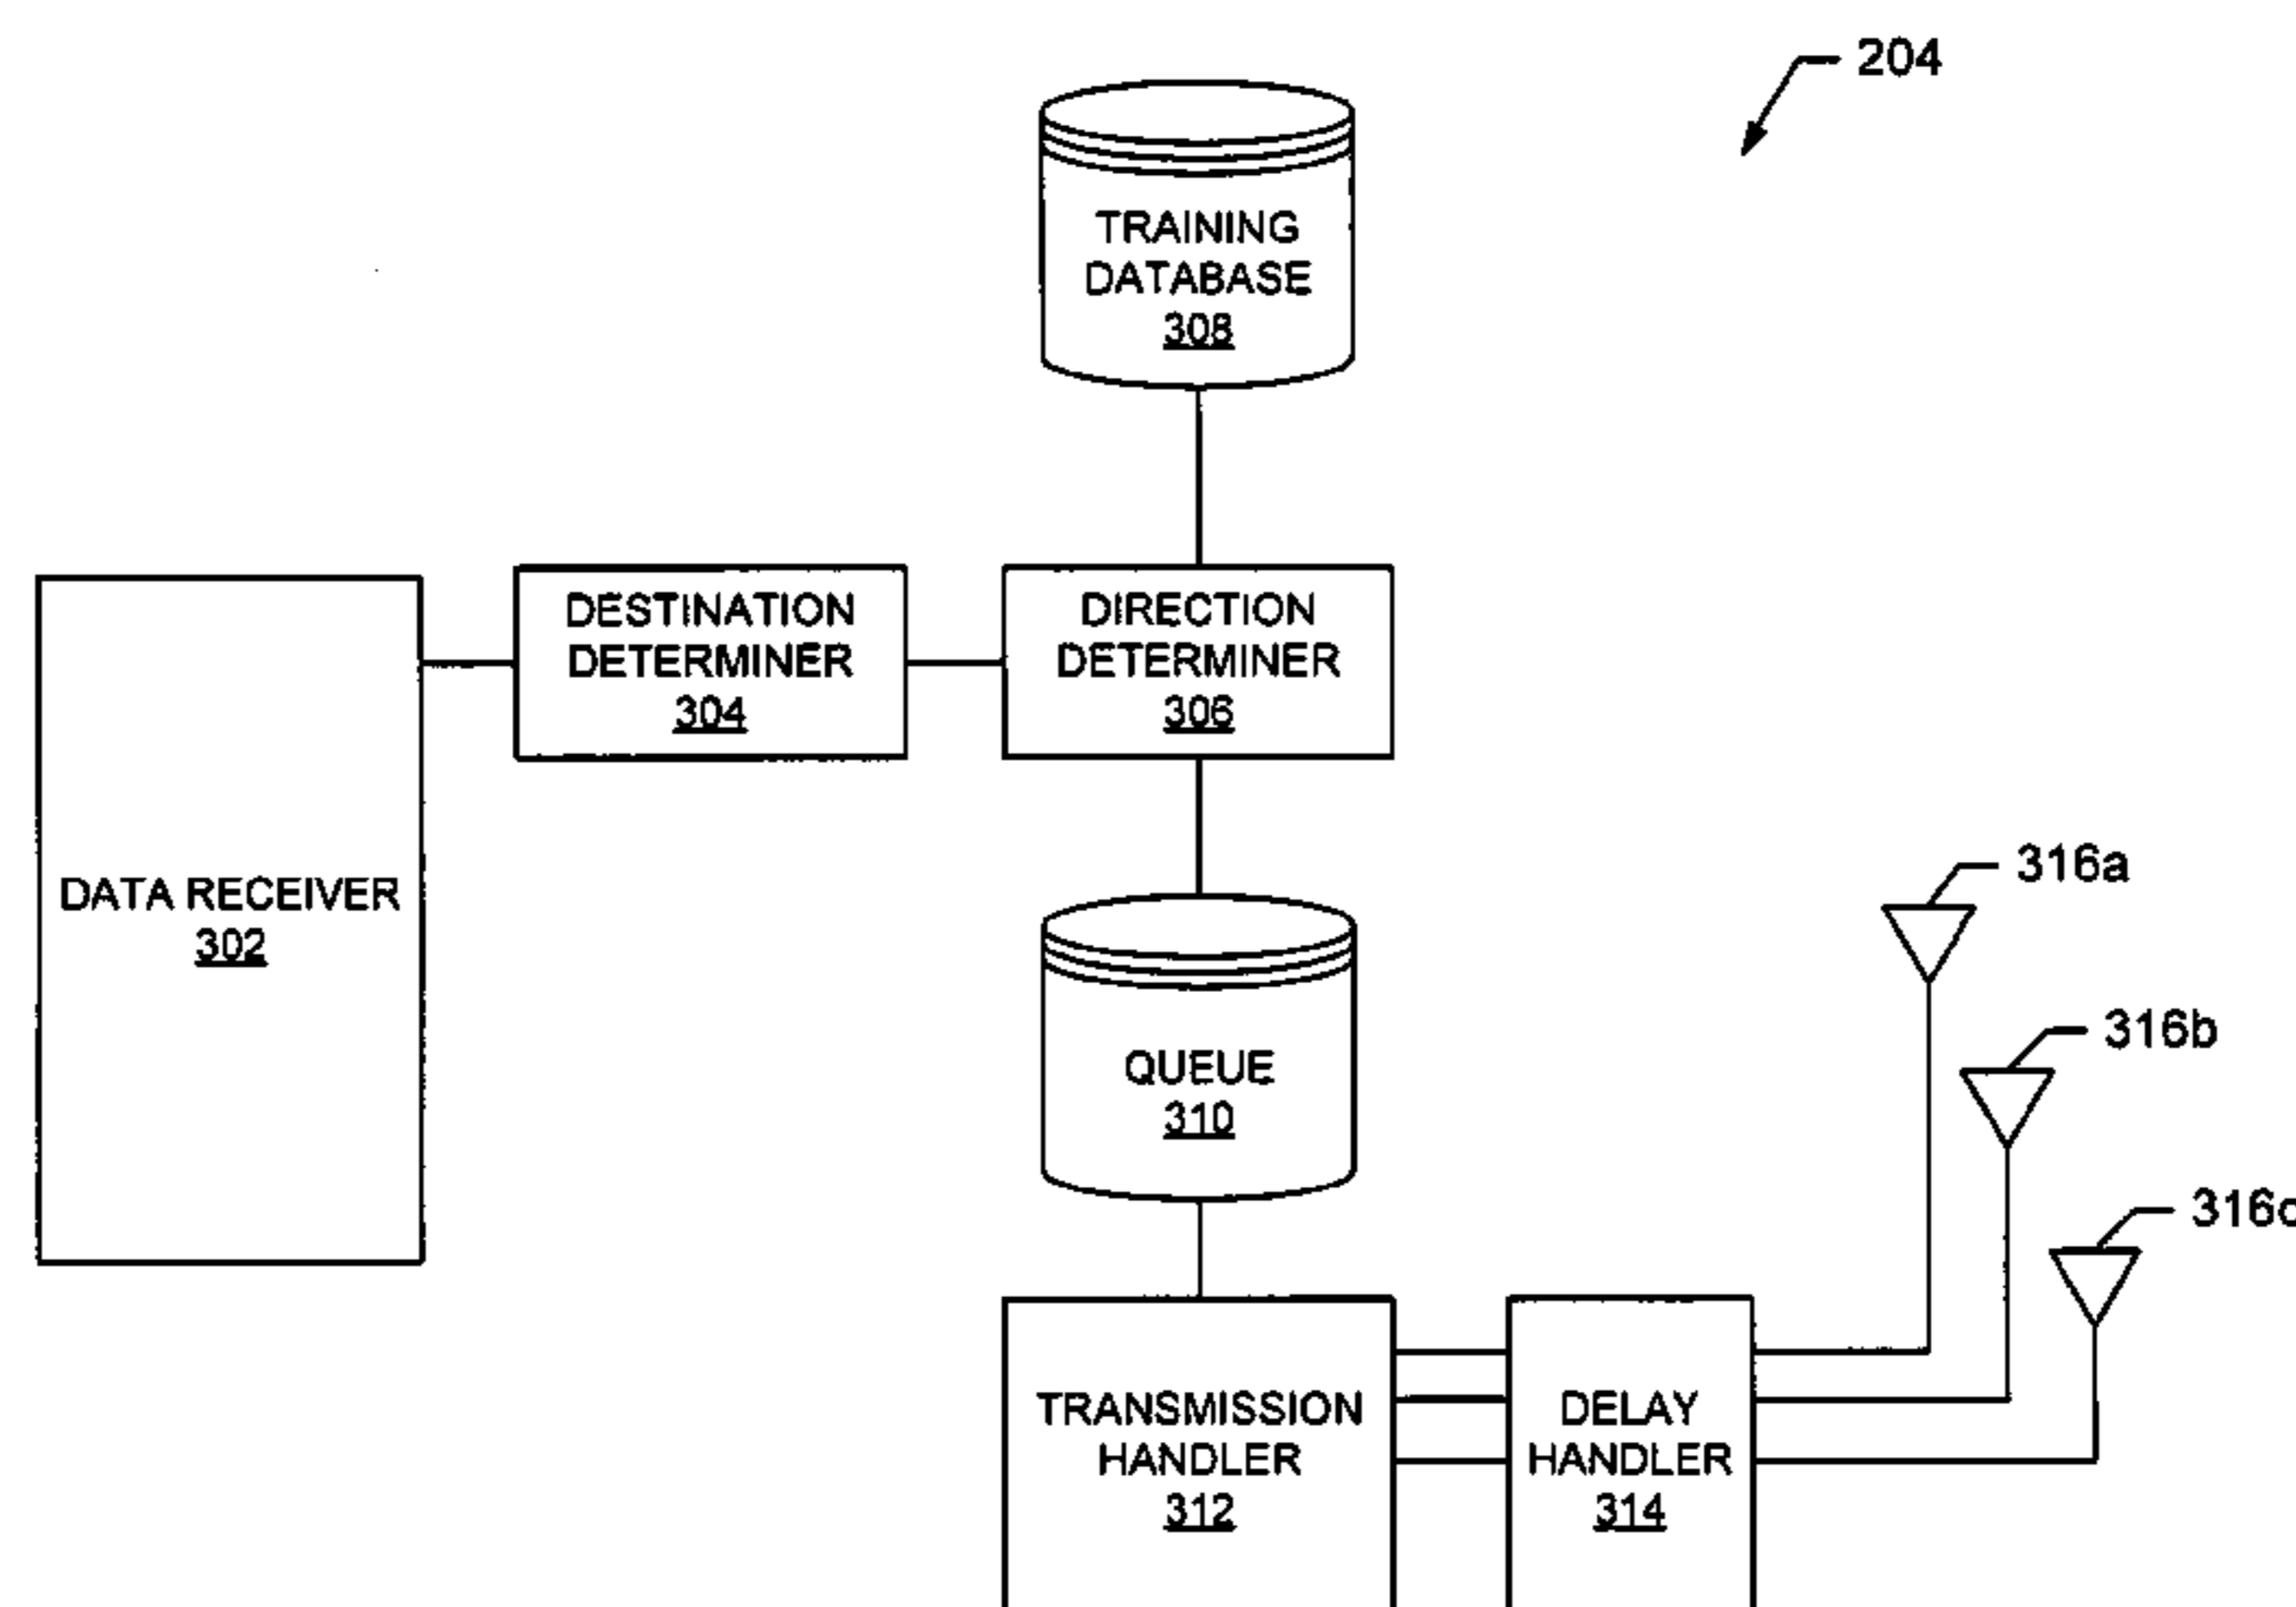 204
TRAINING
DATABASE
308
DESTINATION
DETERMINER
304
DIRECTION
DETERMINER
306
DATA RECEIVER
302
316a
316b
QUEUE
310
TRANSMISSION
HANDLER
312
DELAY
HANDLER
314